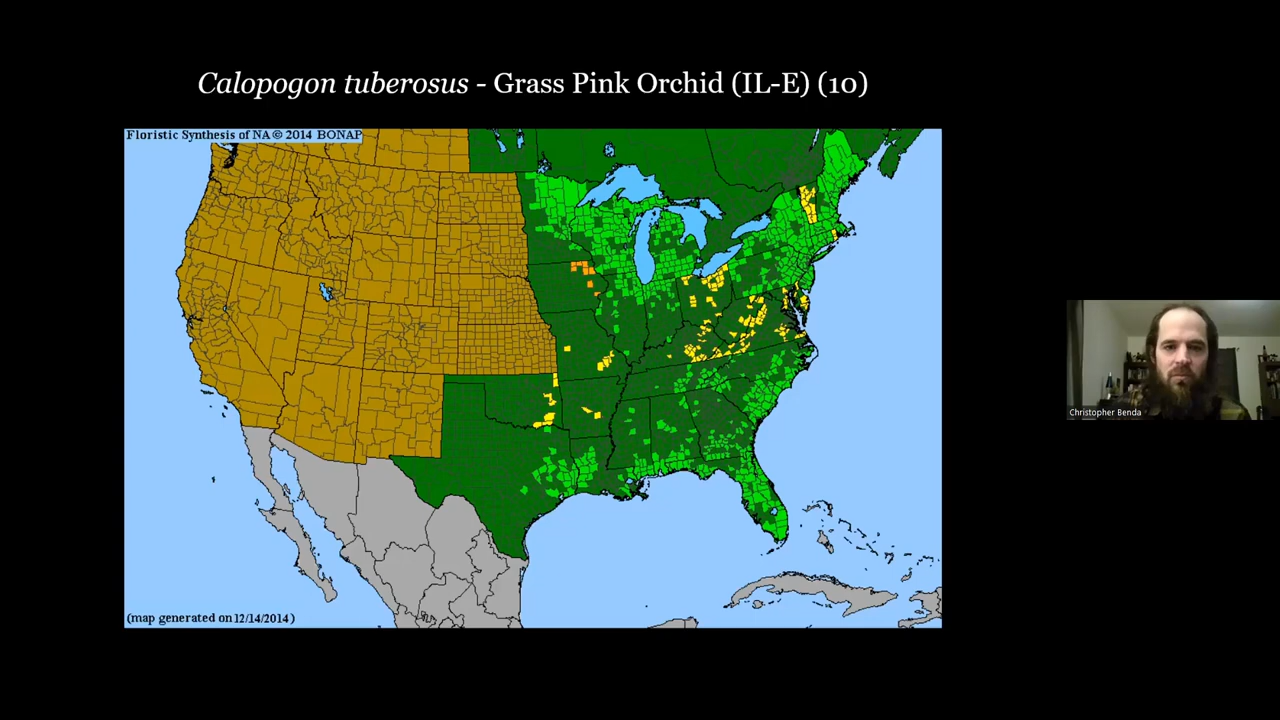 Calopogon tuberosus - Grass Pink Orchid (IL-E) (10)
Floristic Synthesis of NA © 2014 BONAP
Christopher Benda
(map generated on 12/14/2014)